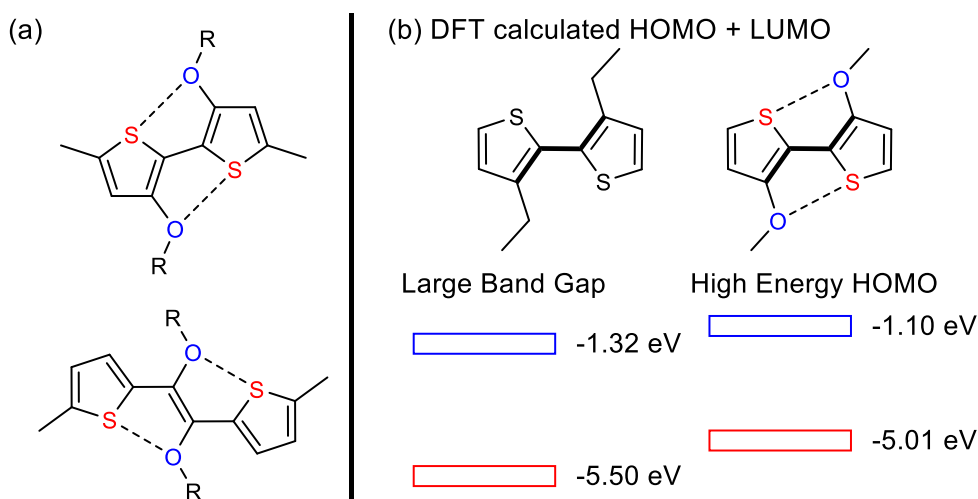 (a)
R
O
S
S
O
R
R
O
S
S
O
R
(b) DFT calculated HOMO + LUMO
S
S
O
S
S
O
Large Band Gap
High Energy HOMO
-1.32 eV
-1.10 eV
-5.50 eV
-5.01 eV